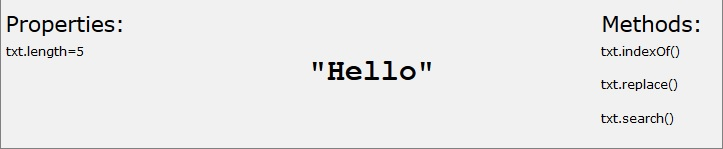 Properties:
txt.length=5
"Hello"
Methods:
txt.indexOf()
txt.replace()
txt.search()